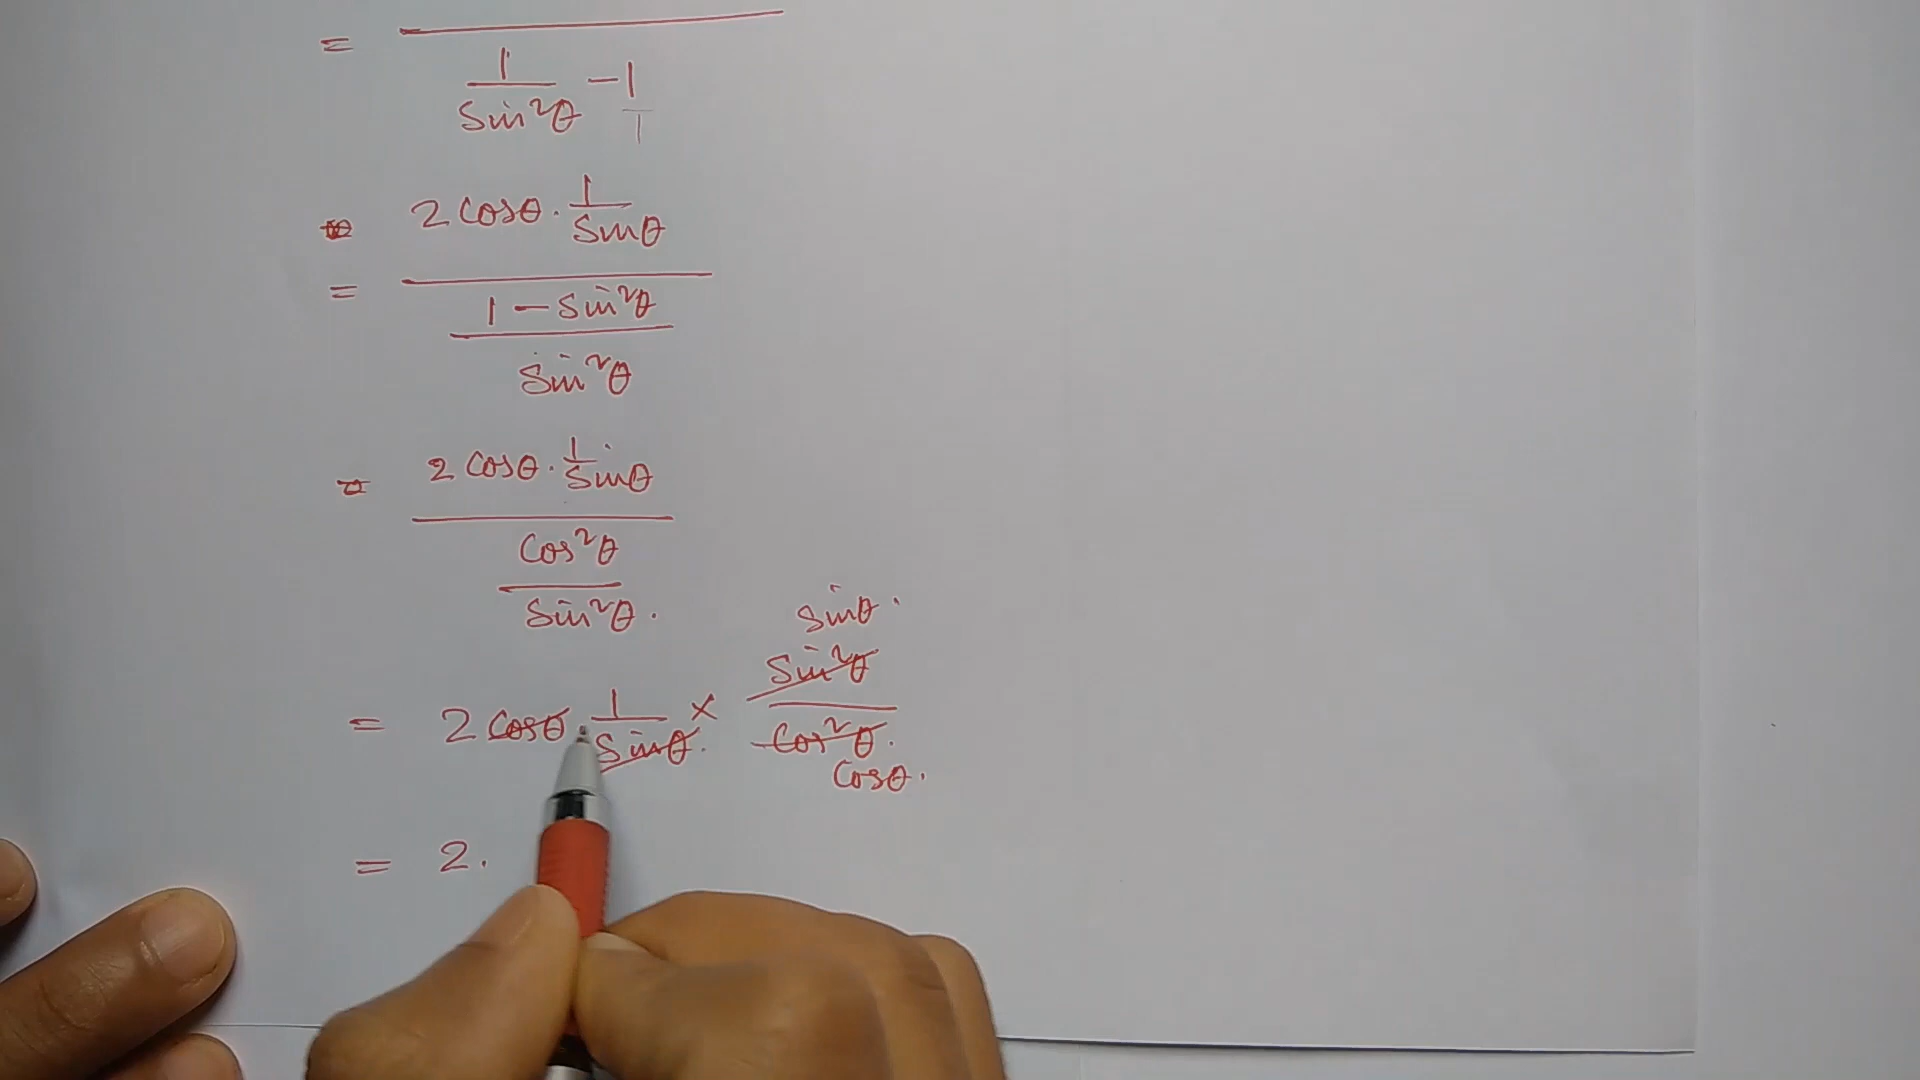 =
1
Sin²θ - 1
1
2 Cosθ · 1
Sinθ
=
1 - Sin²θ
Sin²θ
= 2 Cosθ · 1
Sinθ
Cos²θ
Sin²θ.
Sinθ.
Sin²θ
= 2 Cosθ · 1 ×
Sinθ.
Cos²θ.
Cosθ.
= 2.